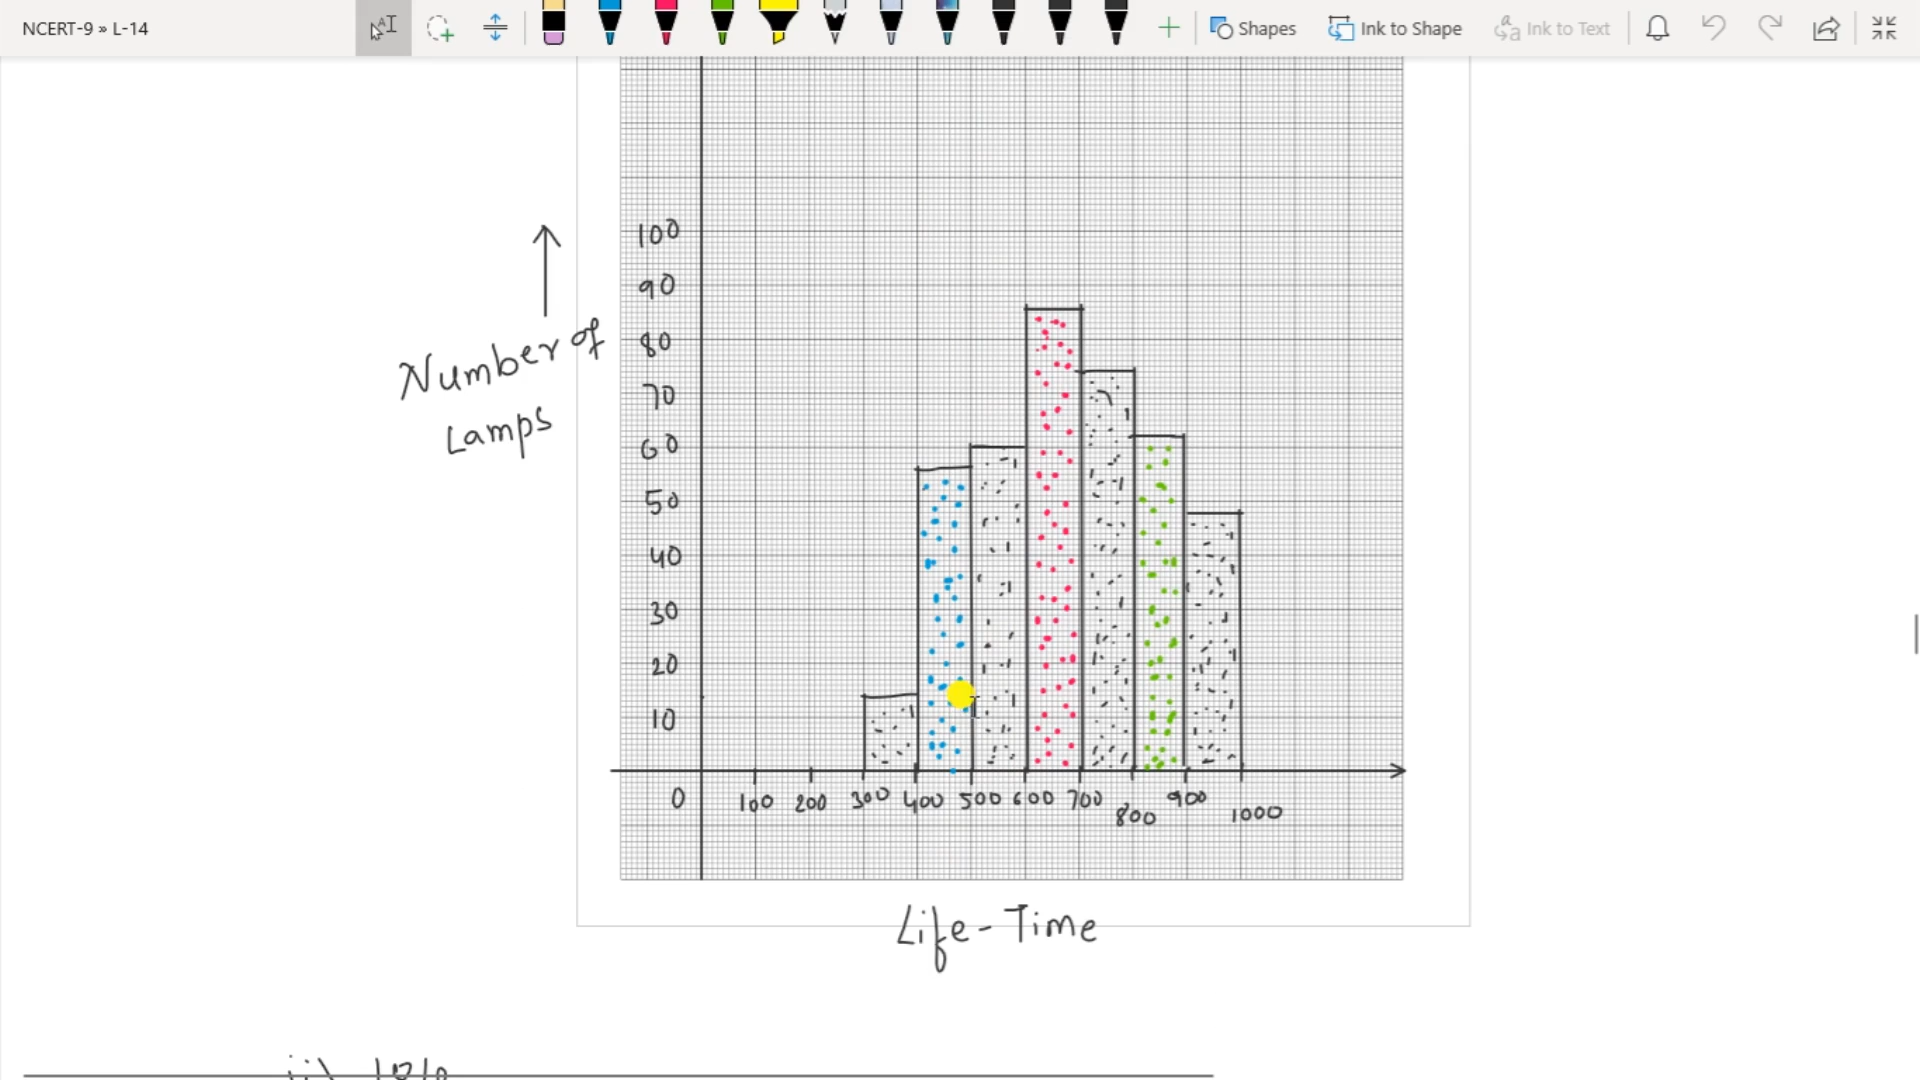 NCERT-9 » L-14
Shapes
Ink to Shape
Ink to Text
100
90
80
70
60
50
40
30
20
10
Number of
Lamps
0 100 200 300 400 500 600 700 800 900 1000
Life-Time